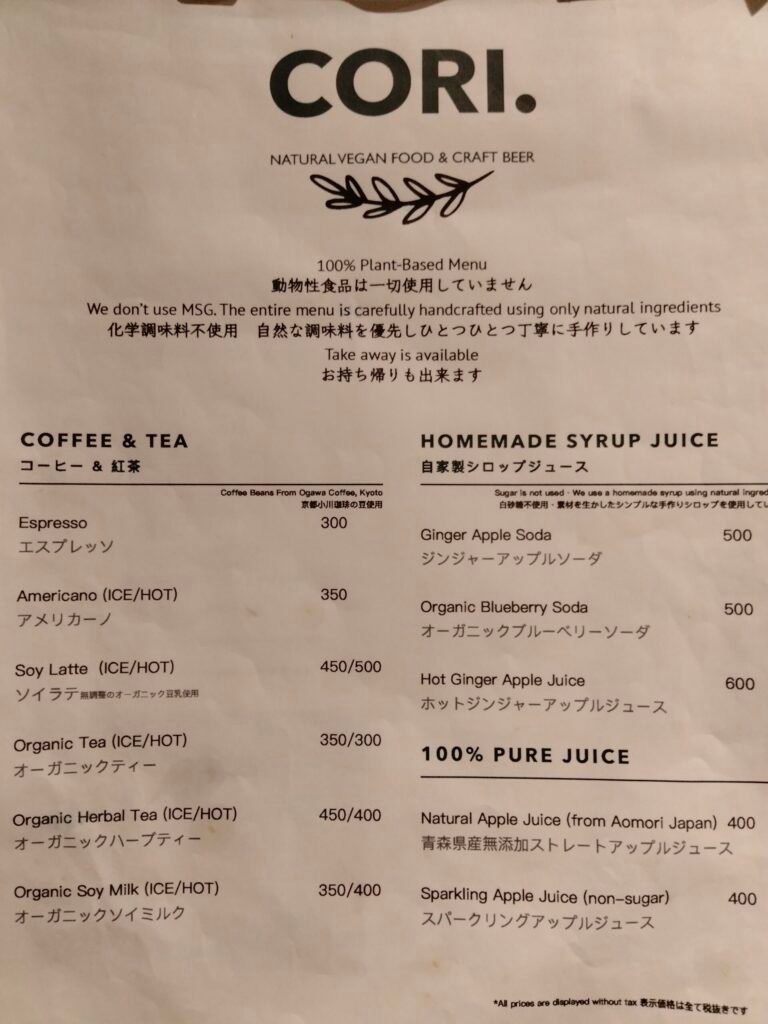 CORI.
NATURAL VEGAN FOOD & CRAFT BEER
100% Plant-Based Menu
動物性食品は一切使用していません
We don't use MSG. The entire menu is carefully handcrafted using only natural ingredients
化学調味料不使用　自然な調味料を優先しひとつひとつ丁寧に手作りしています
Take away is available
お持ち帰りも出来ます
COFFEE & TEA
コーヒー & 紅茶
Coffee Beans From Ogawa Coffee, Kyoto
京都小川珈琲の豆使用
Espresso 300
エスプレッソ
Americano (ICE/HOT) 350
アメリカーノ
Soy Latte (ICE/HOT) 450/500
ソイラテ無調整のオーガニック豆乳使用
Organic Tea (ICE/HOT) 350/300
オーガニックティー
Organic Herbal Tea (ICE/HOT) 450/400
オーガニックハーブティー
Organic Soy Milk (ICE/HOT) 350/400
オーガニックソイミルク
HOMEMADE SYRUP JUICE
自家製シロップジュース
Sugar is not used · We use a homemade syrup using natural ingred
白砂糖不使用・素材を生かしたシンプルな手作りシロップを使用してい
Ginger Apple Soda 500
ジンジャーアップルソーダ
Organic Blueberry Soda 500
オーガニックブルーベリーソーダ
Hot Ginger Apple Juice 600
ホットジンジャーアップルジュース
100% PURE JUICE
Natural Apple Juice (from Aomori Japan) 400
青森県産無添加ストレートアップルジュース
Sparkling Apple Juice (non-sugar) 400
スパークリングアップルジュース
*All prices are displayed without tax 表示価格は全て税抜きです